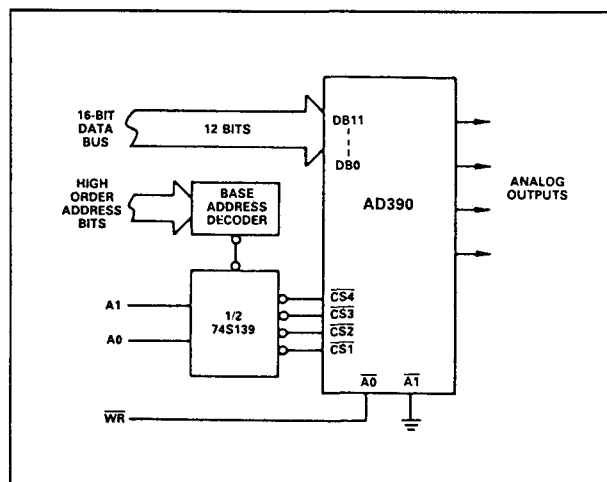 16-BIT
DATA
BUS
12 BITS
DB11
DB0
HIGH
ORDER
ADDRESS
BITS
BASE
ADDRESS
DECODER
AD390
ANALOG
OUTPUTS
A1
A0
1/2
74S139
CS4
CS3
CS2
CS1
A0
A1
WR